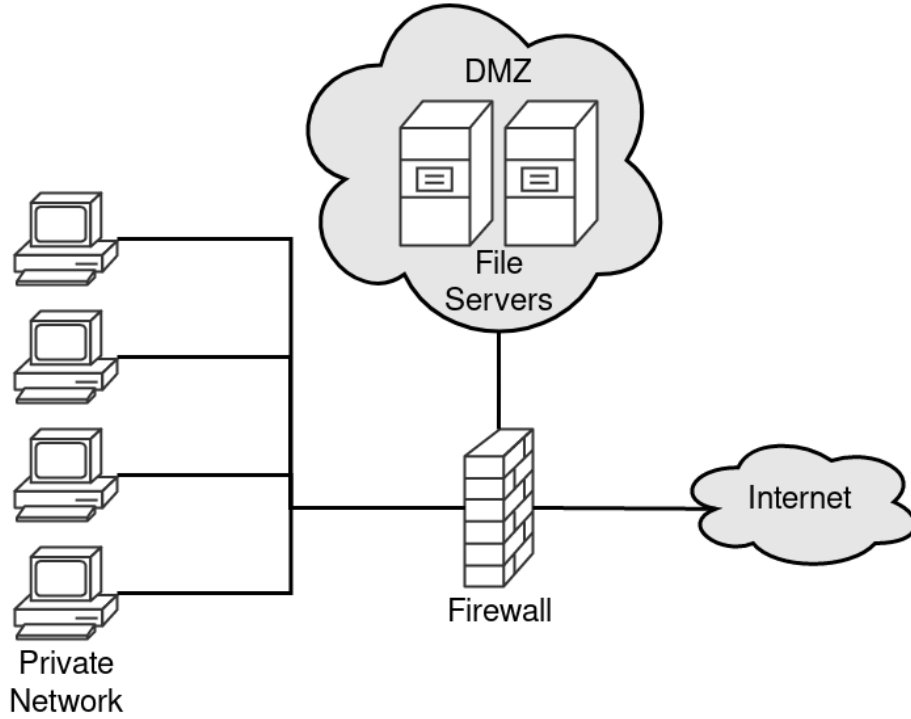 DMZ
File
Servers
Internet
Firewall
Private
Network